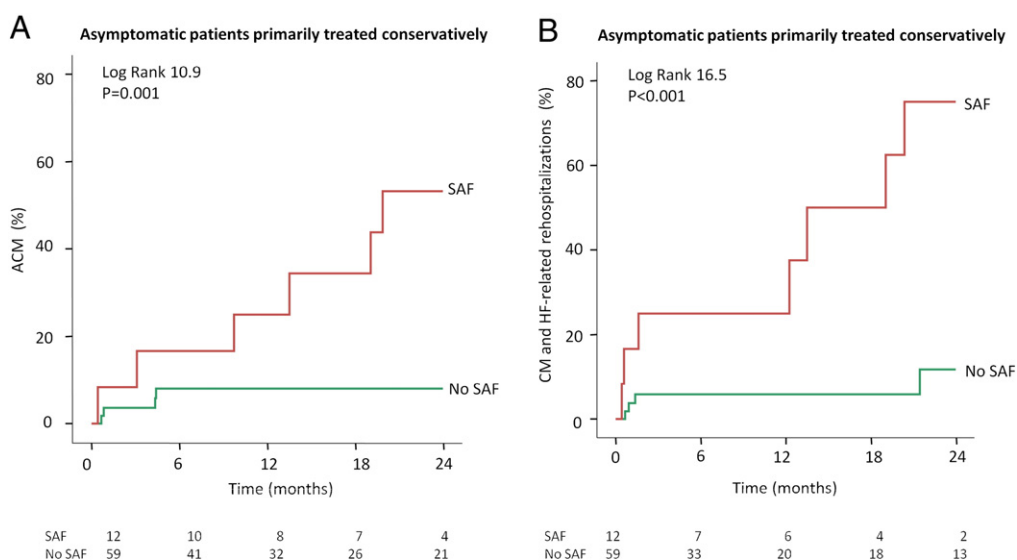 A
Asymptomatic patients primarily treated conservatively
Log Rank 10.9
P=0.001
ACM (%)
80
60
40
20
0
SAF
No SAF
0 6 12 18 24
Time (months)
SAF 12 10 8 7 4
No SAF 59 41 32 26 21
B
Asymptomatic patients primarily treated conservatively
Log Rank 16.5
P<0.001
CM and HF-related rehospitalizations (%)
80
60
40
20
0
SAF
No SAF
0 6 12 18 24
Time (months)
SAF 12 7 6 4 2
No SAF 59 33 20 18 13